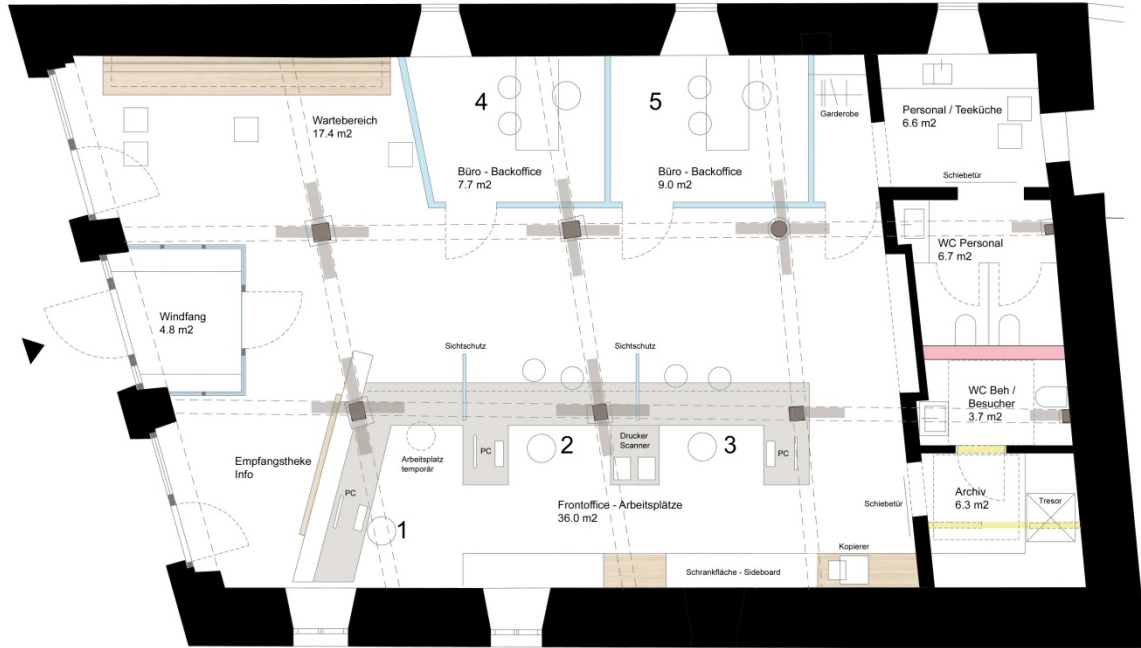 4
5
Wartebereich
17.4 m2
Garderobe
Personal / Teeküche
6.6 m2
Büro - Backoffice
7.7 m2
Büro - Backoffice
9.0 m2
Schiebetür
WC Personal
6.7 m2
Windfang
4.8 m2
Sichtschutz
Sichtschutz
WC Beh /
Besucher
3.7 m2
Empfangstheke
Info
Arbeitsplatz
temporär
PC
2
Drucker
Scanner
3
PC
PC
1
Frontoffice - Arbeitsplätze
36.0 m2
Schiebetür
Archiv
6.3 m2
Tresor
Kopierer
Schrankfläche - Sideboard